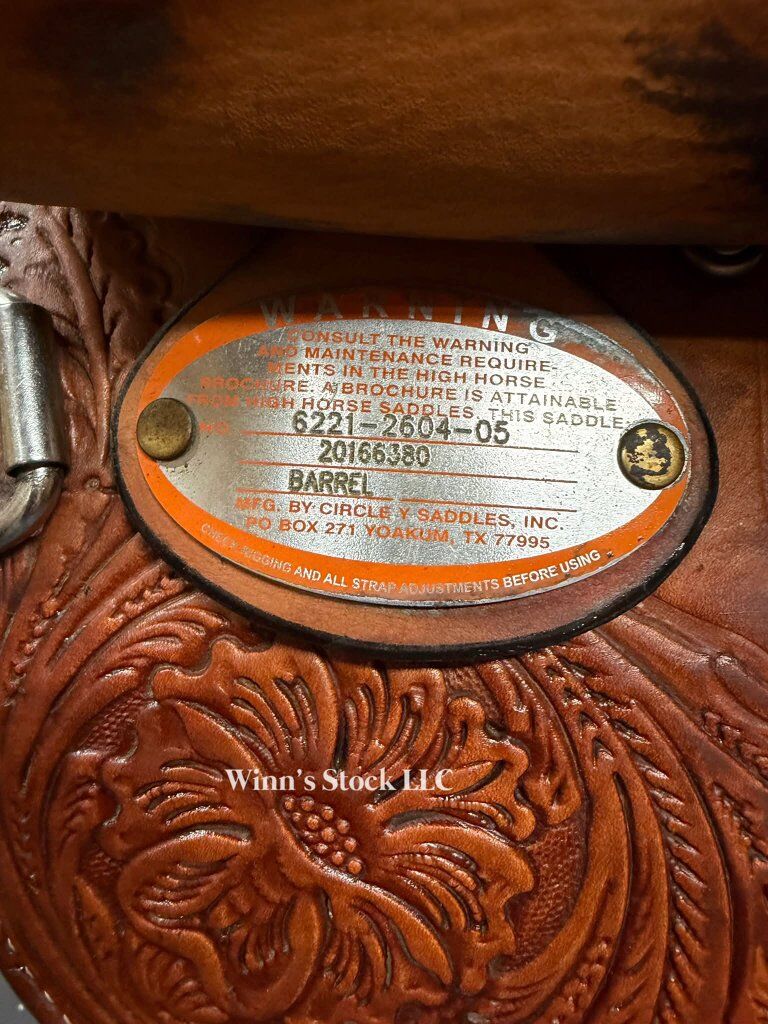 WARNING
CONSULT THE WARNING
AND MAINTENANCE REQUIRE-
MENTS IN THE HIGH HORSE
BROCHURE. A BROCHURE IS ATTAINABLE
FROM HIGH HORSE SADDLES. THIS SADDLE
NO. 6221-2604-05
20166380
BARREL
MFG. BY CIRCLE Y SADDLES, INC.
PO BOX 271 YOAKUM, TX 77995
CHECK RIGGING AND ALL STRAP ADJUSTMENTS BEFORE USING
Winn's Stock LLC